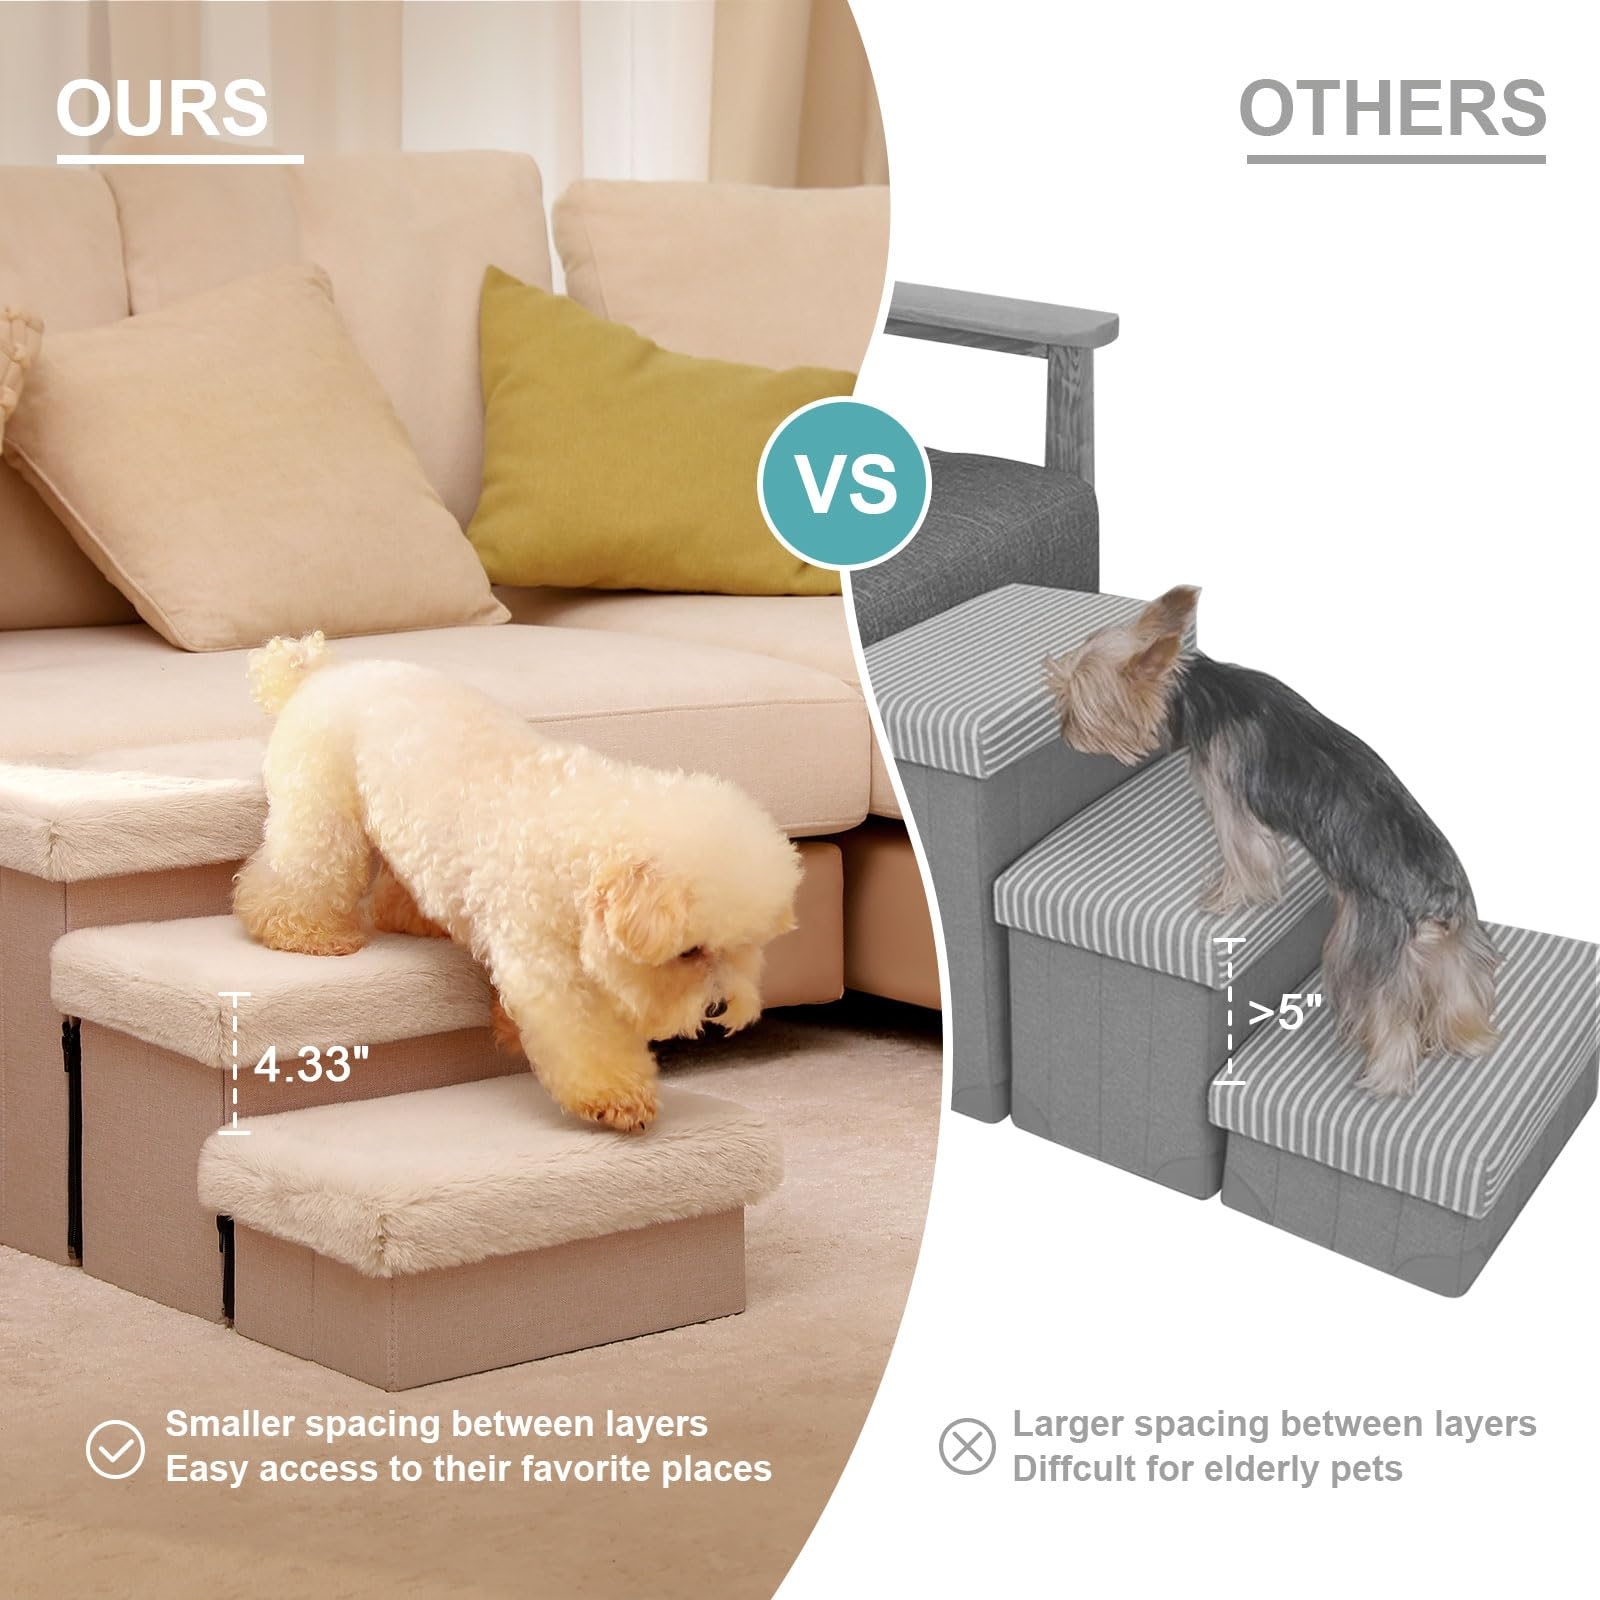 OURS
OTHERS
VS
4.33"
>5"
Smaller spacing between layers
Easy access to their favorite places
Larger spacing between layers
Diffcult for elderly pets